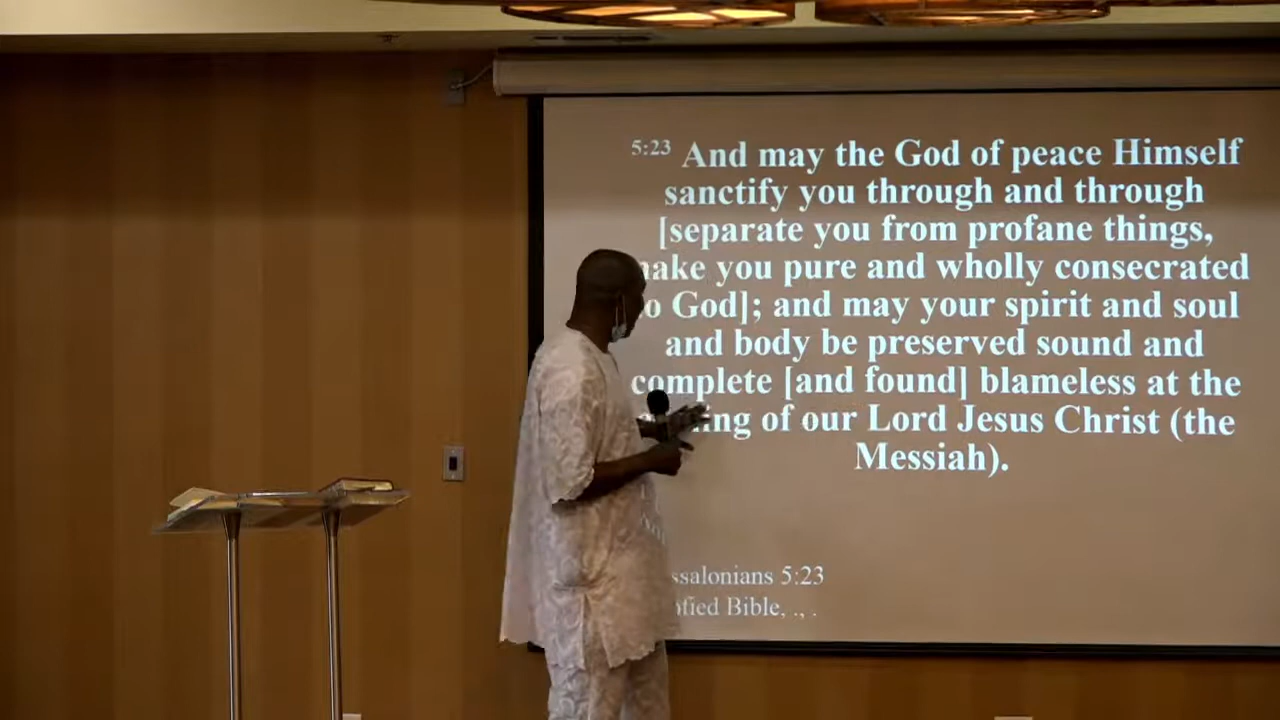 5:23 And may the God of peace Himself
sanctify you through and through
[separate you from profane things,
make you pure and wholly consecrated
to God]; and may your spirit and soul
and body be preserved sound and
complete [and found] blameless at the
of our Lord Jesus Christ (the
Messiah).
5:23
Bible, ., .